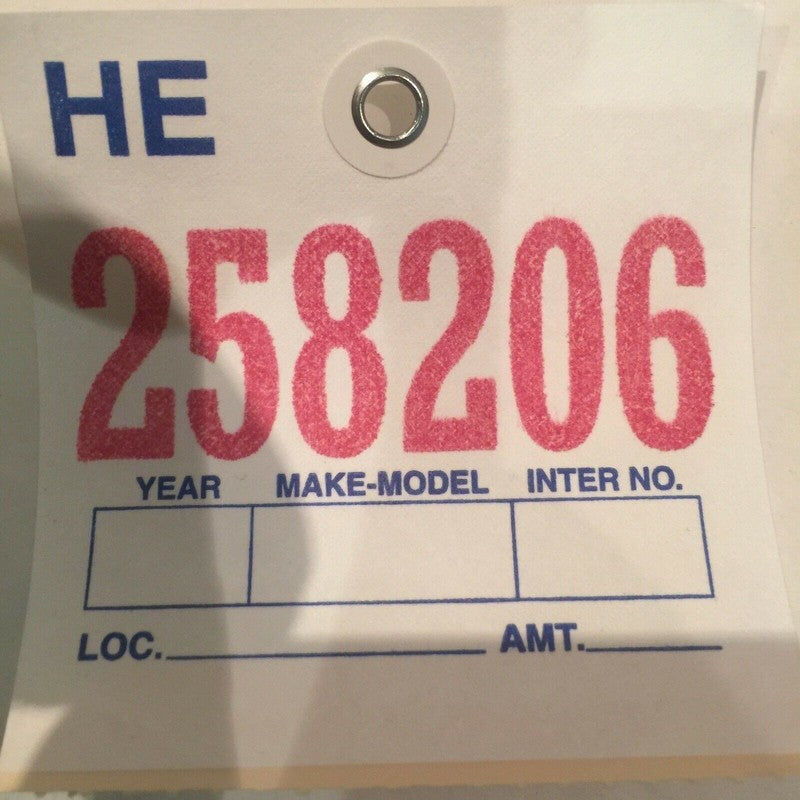 HE
258206
YEAR MAKE-MODEL INTER NO.
LOC. AMT.